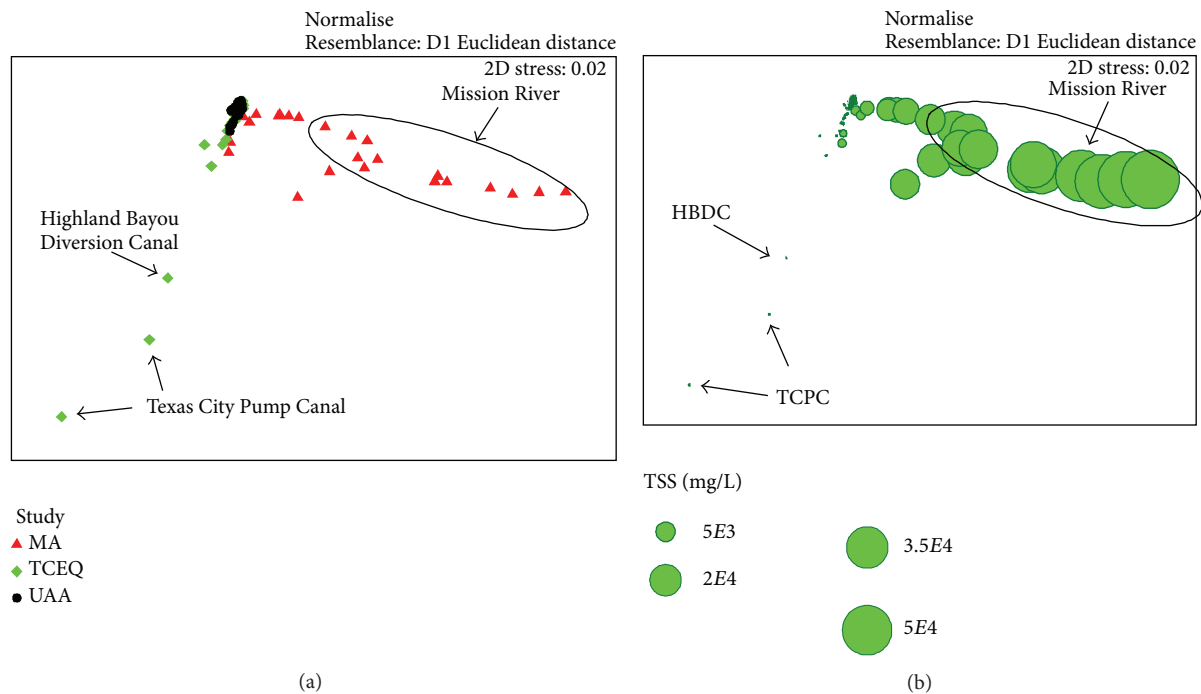 Normalise
Resemblance: D1 Euclidean distance
2D stress: 0.02
Mission River
Highland Bayou
Diversion Canal
Texas City Pump Canal
Study
MA
TCEQ
UAA
(a)
Normalise
Resemblance: D1 Euclidean distance
2D stress: 0.02
Mission River
HBDC
TCPC
TSS (mg/L)
5E3
2E4
3.5E4
5E4
(b)